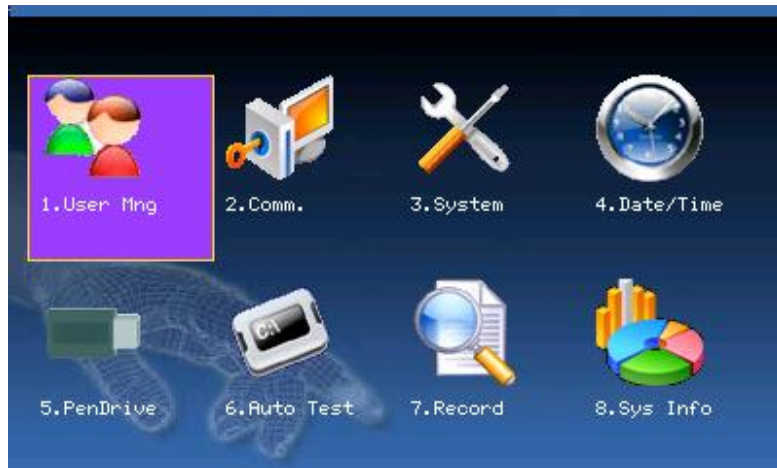 1.User Mng
2.Comm.
3.System
4.Date/Time
5.PenDrive
6.Auto Test
7.Record
8.Sys Info
C:\